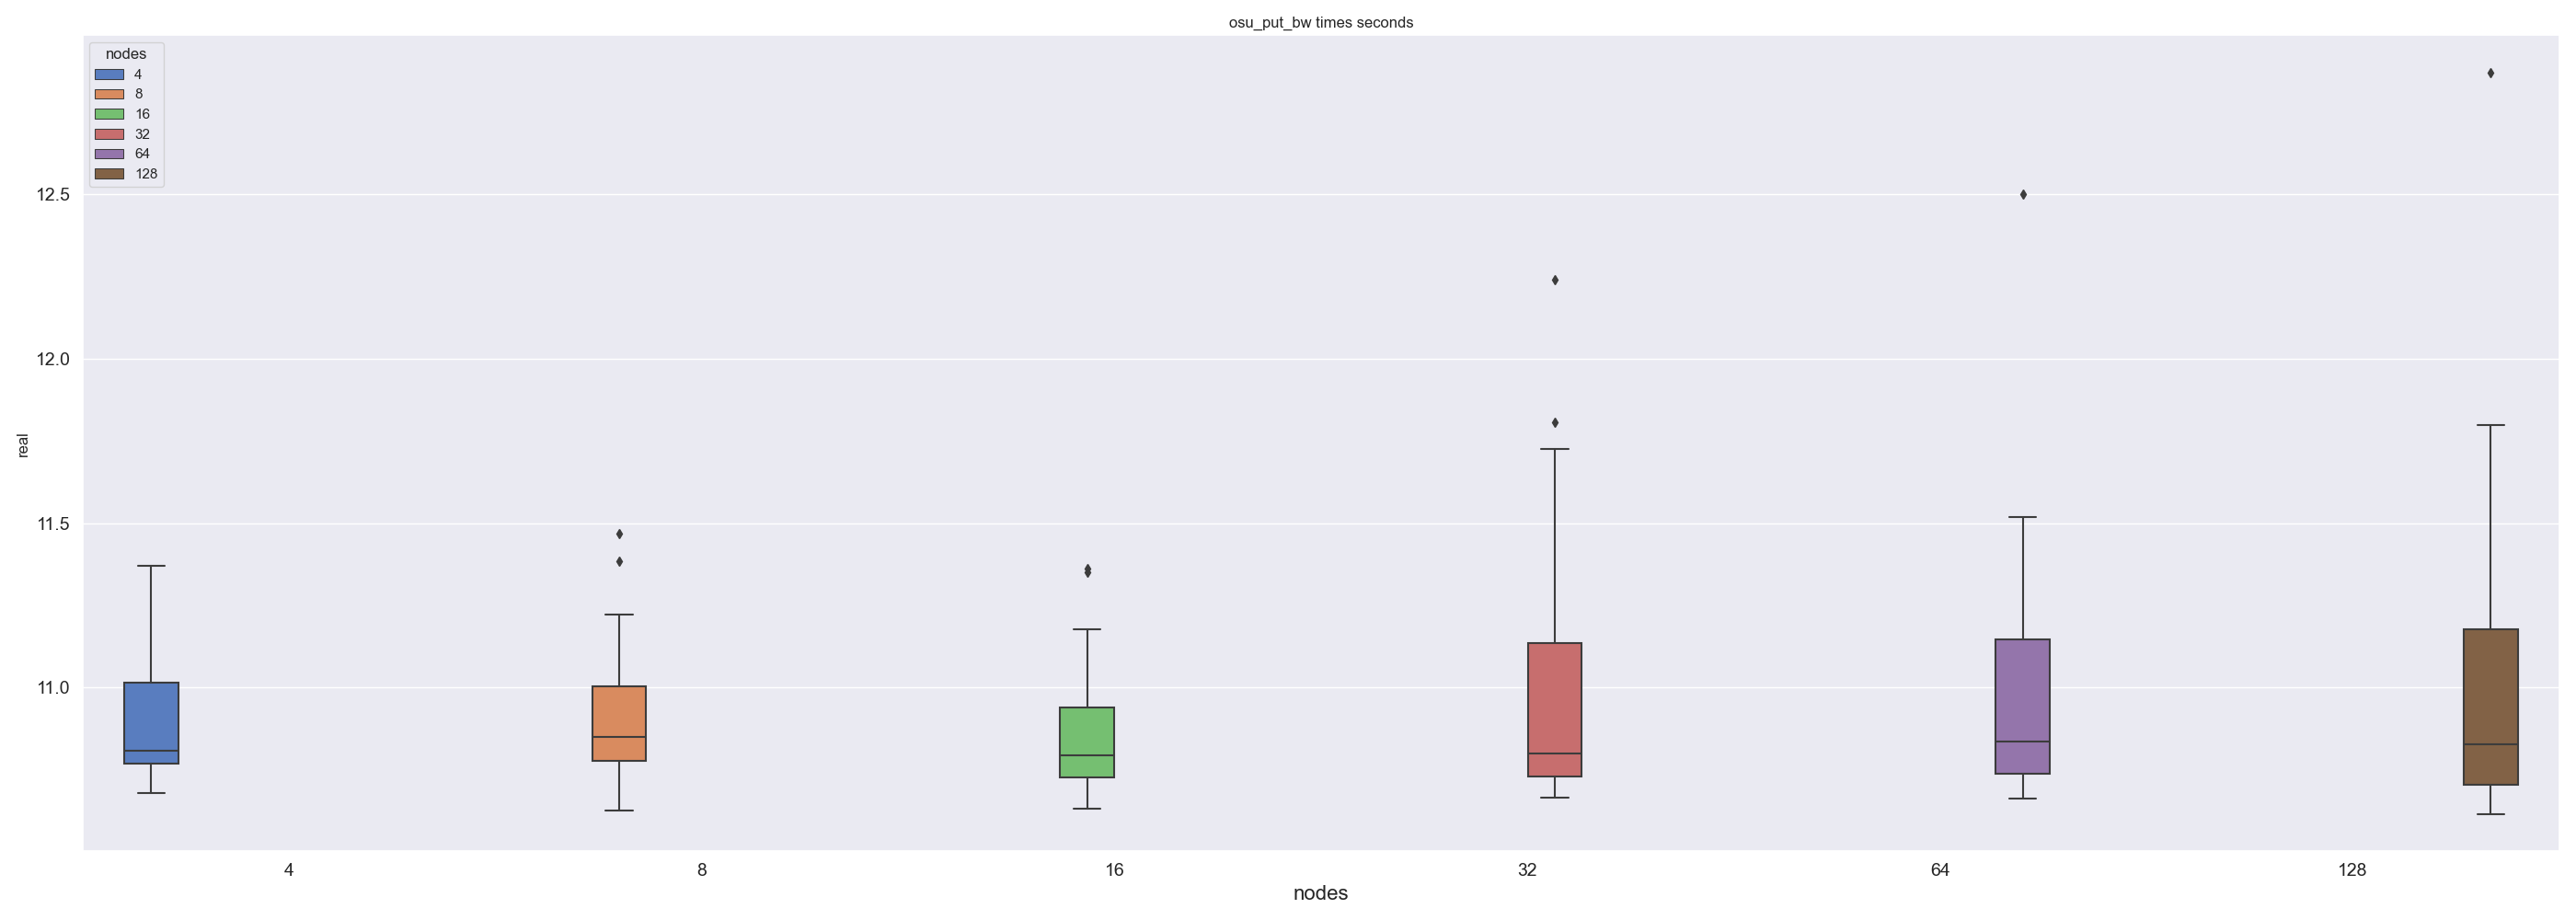 osu_put_bw times seconds
nodes
4
8
16
32
64
128
12.5
12.0
11.5
11.0
real
4 8 16 32 64 128
nodes